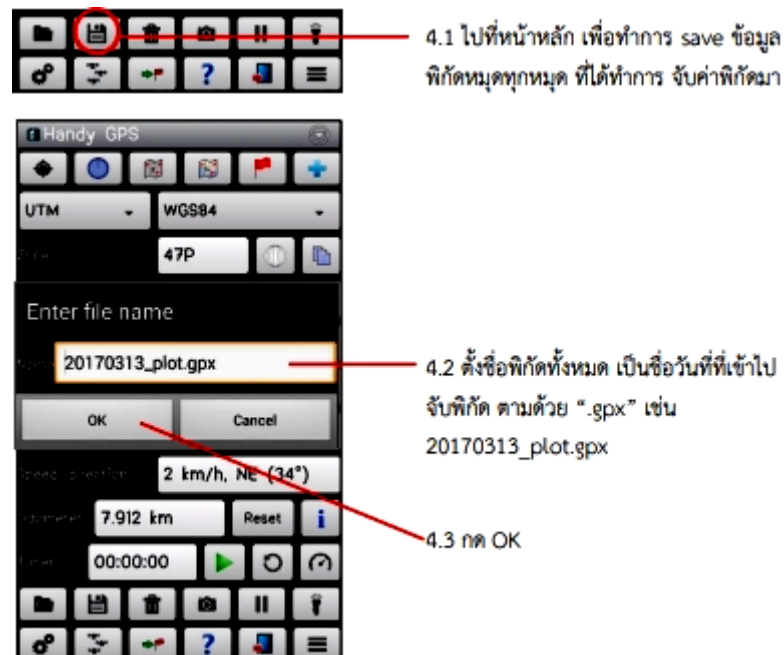 4.1 ไปที่หน้าหลัก เพื่อทำการ save ข้อมูล
พิกัดหมุดทุกหมุด ที่ได้ทำการ จับค่าพิกัดมา
Handy GPS
UTM
WGS84
47P
Enter file name
20170313_plot.gpx
OK
Cancel
4.2 ตั้งชื่อพิกัดทั้งหมด เป็นชื่อวันที่ที่เข้าไป
จับพิกัด ตามด้วย “.gpx” เช่น
20170313_plot.gpx
2 km/h, NE (34°)
7.912 km
Reset
4.3 กด OK
00:00:00